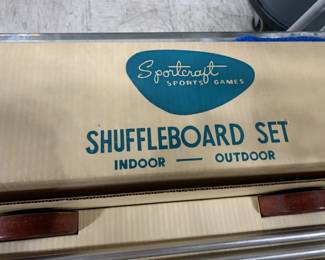 Sportcraft
SPORTS GAMES
SHUFFLEBOARD SET
INDOOR — OUTDOOR